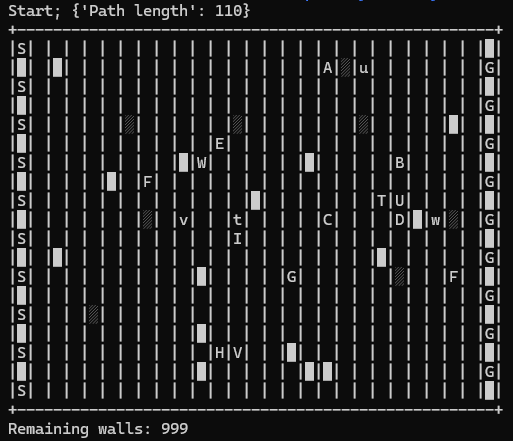 Start; {'Path length': 110}
S
A u G
S
G
S
E G
S W B
F G
S T U
v t C D w G
S I
G
S G F
G
S
G
S H V
G
S
Remaining walls: 999